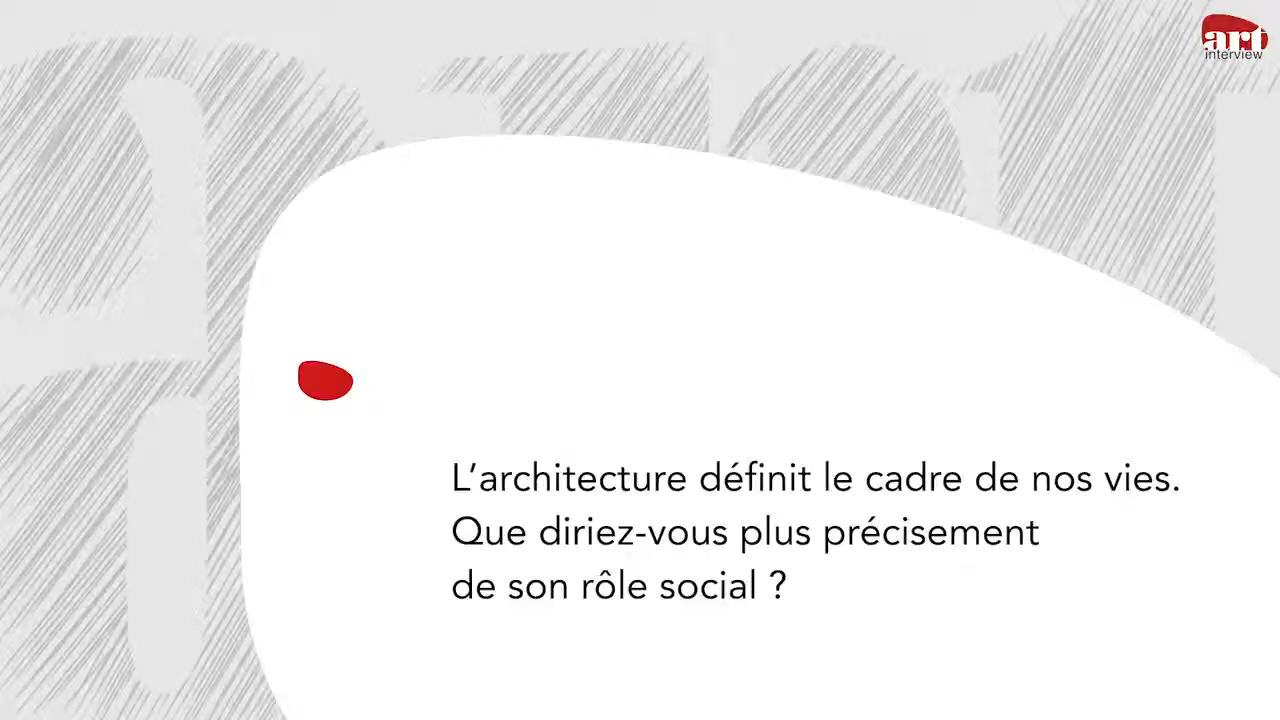 art
interview
L’architecture définit le cadre de nos vies.
Que diriez-vous plus précisement
de son rôle social ?